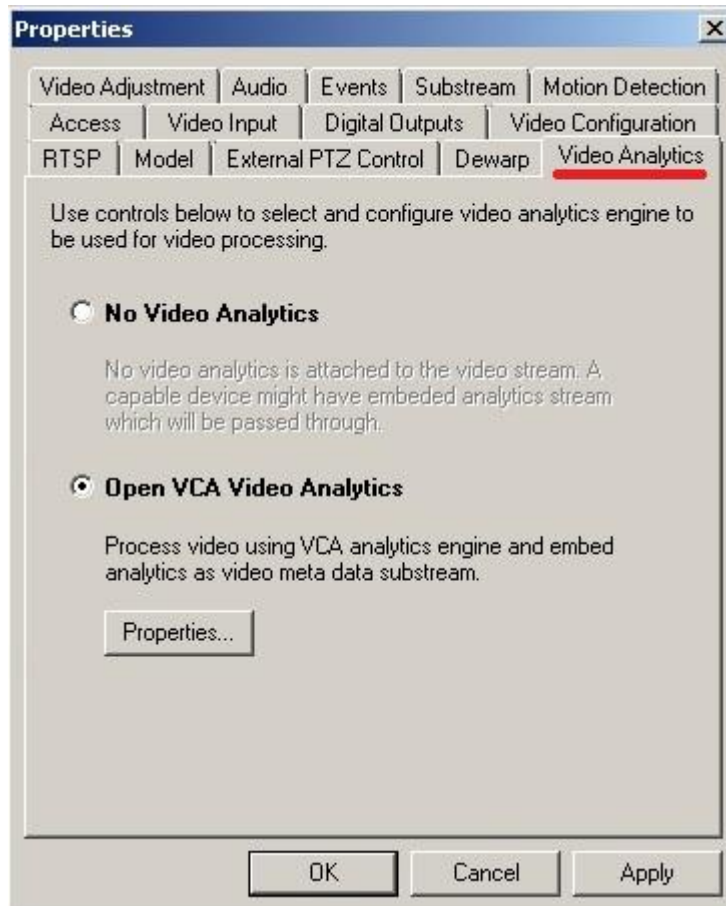 Properties
Video Adjustment Audio Events Substream Motion Detection
Access Video Input Digital Outputs Video Configuration
RTSP Model External PTZ Control Dewarp Video Analytics
Use controls below to select and configure video analytics engine to
be used for video processing.
No Video Analytics
No video analytics is attached to the video stream. A
capable device might have embeded analytics stream
which will be passed through.
Open VCA Video Analytics
Process video using VCA analytics engine and embed
analytics as video meta data substream.
Properties...
OK Cancel Apply